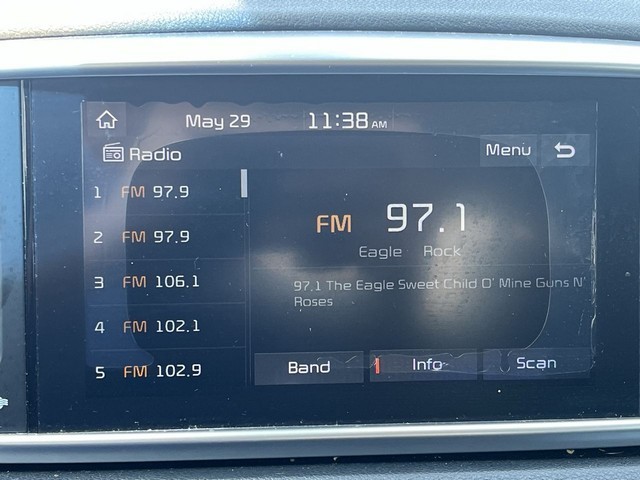 May 29
11:38 AM
Radio
Menu
1 FM 97.9
2 FM 97.9
3 FM 106.1
4 FM 102.1
5 FM 102.9
FM 97.1
Eagle Rock
97.1 The Eagle Sweet Child O' Mine Guns N'
Roses
Band
Info
Scan